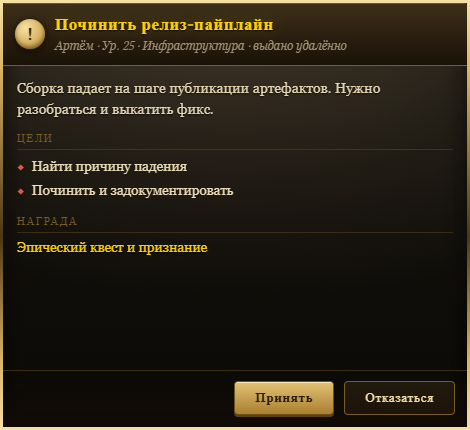 !
Починить релиз-пайплайн
Артём · Ур. 25 · Инфраструктура · выдано удалённо
Сборка падает на шаге публикации артефактов. Нужно
разобраться и выкатить фикс.
ЦЕЛИ
Найти причину падения
Починить и задокументировать
НАГРАДА
Эпический квест и признание
Принять
Отказаться